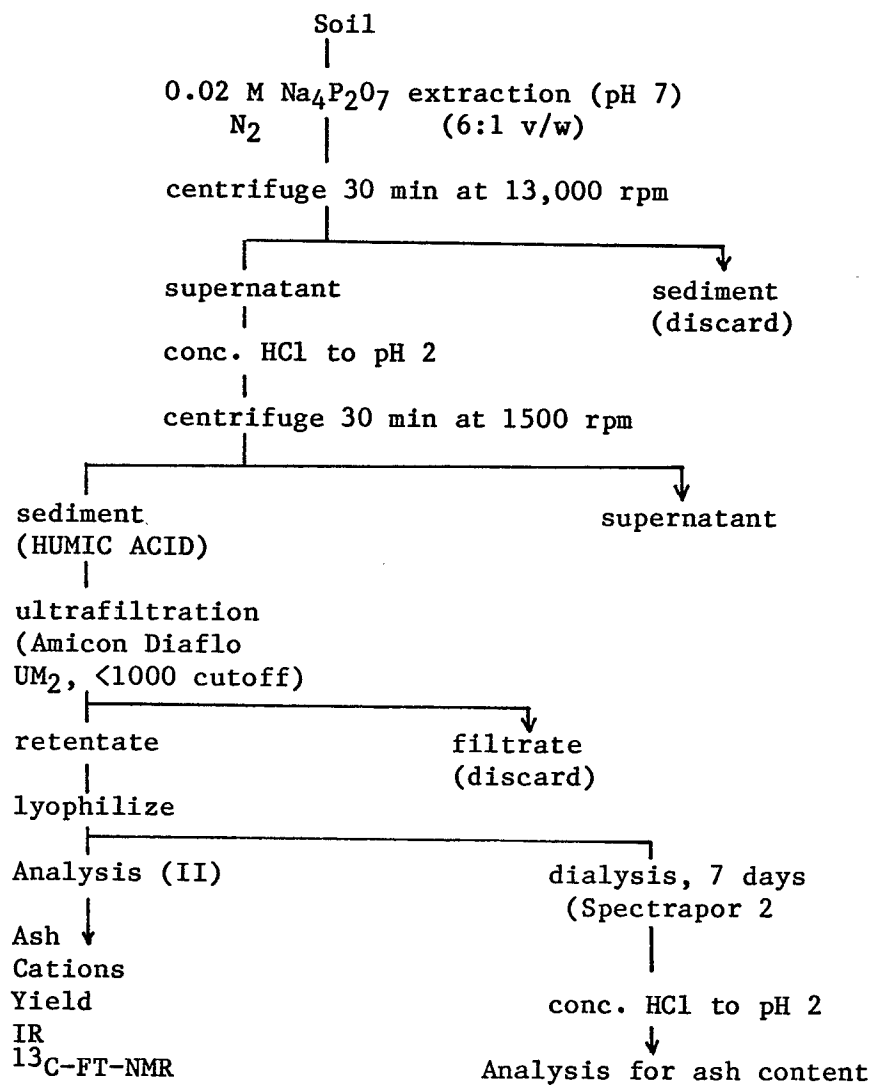 Soil
0.02 M Na4P2O7 extraction (pH 7)
N2 (6:1 v/w)
centrifuge 30 min at 13,000 rpm
supernatant
sediment
(discard)
conc. HCl to pH 2
centrifuge 30 min at 1500 rpm
sediment
(HUMIC ACID)
supernatant
ultrafiltration
(Amicon Diaflo
UM2, <1000 cutoff)
retentate
filtrate
(discard)
lyophilize
Analysis (II)
dialysis, 7 days
(Spectrapor 2
Ash
Cations
Yield
IR
13C-FT-NMR
conc. HCl to pH 2
Analysis for ash content